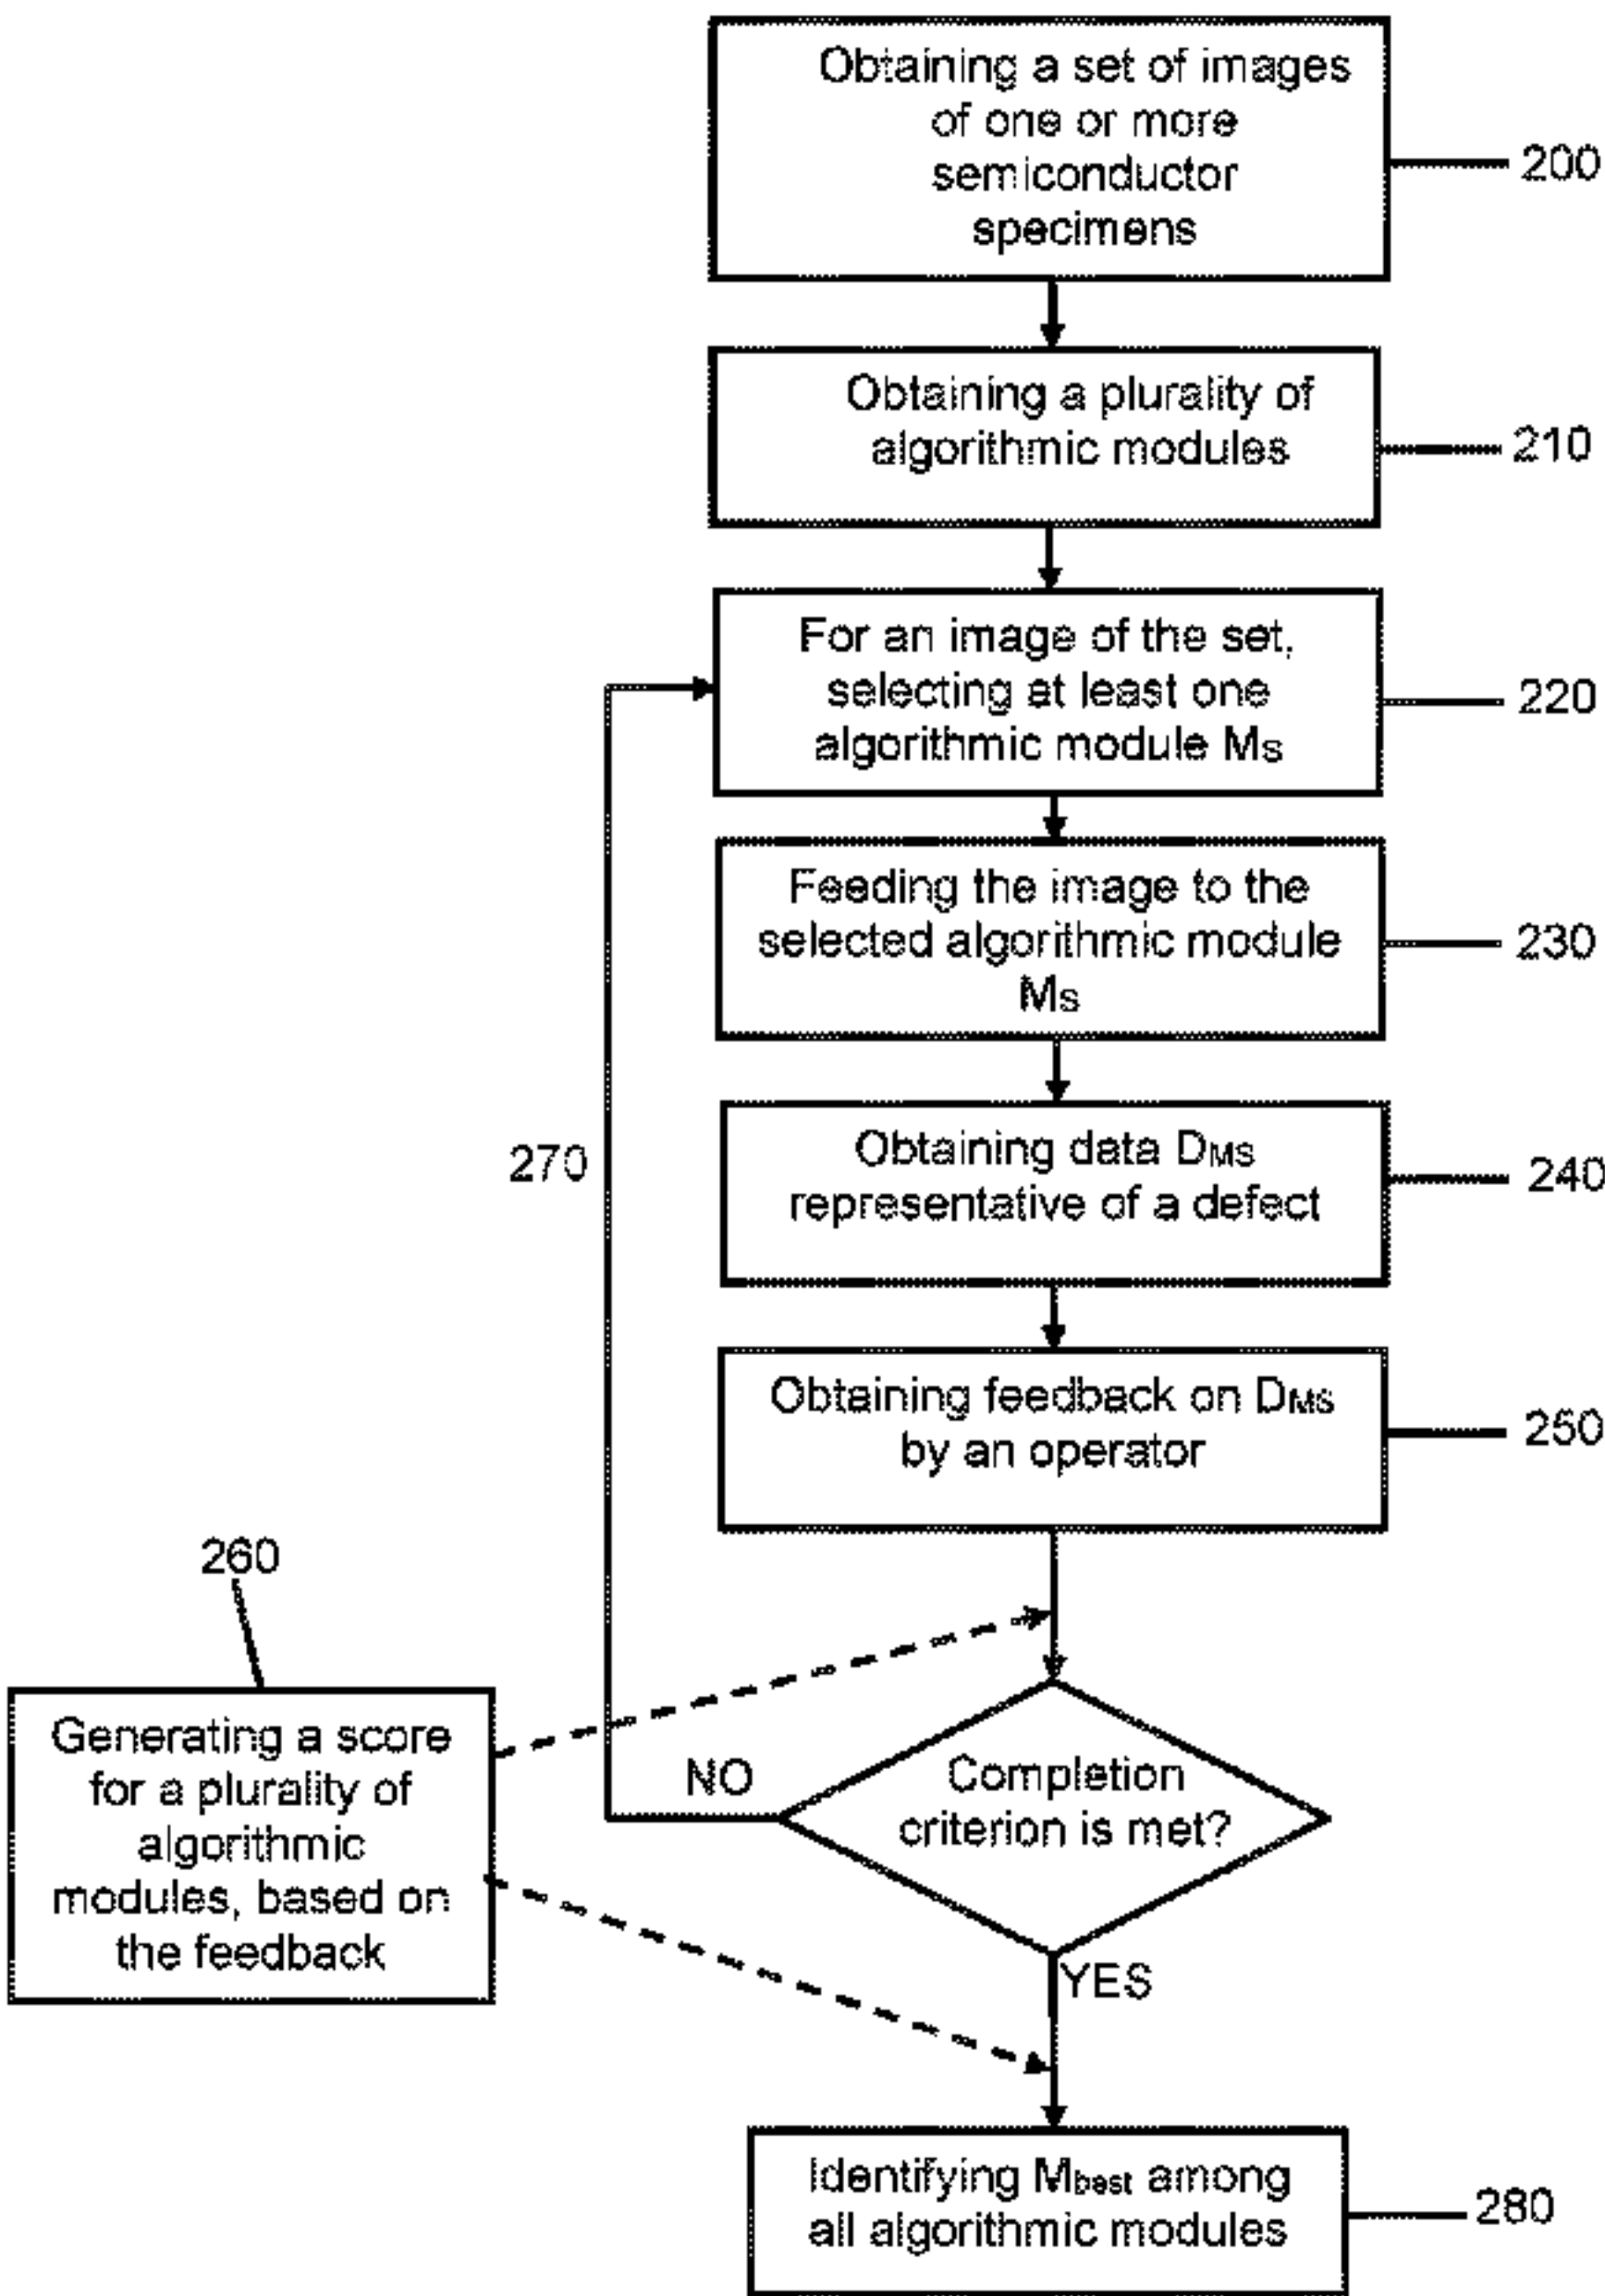 Obtaining a set of images
of one or more
semiconductor
specimens
200
Obtaining a plurality of
algorithmic modules
210
For an image of the set,
selecting at least one
algorithmic module MS
220
Feeding the image to the
selected algorithmic module
MS
230
270
Obtaining data DMS
representative of a defect
240
Obtaining feedback on DMS
by an operator
250
260
Generating a score
for a plurality of
algorithmic
modules, based on
the feedback
NO
Completion
criterion is met?
YES
Identifying Mbest among
all algorithmic modules
280